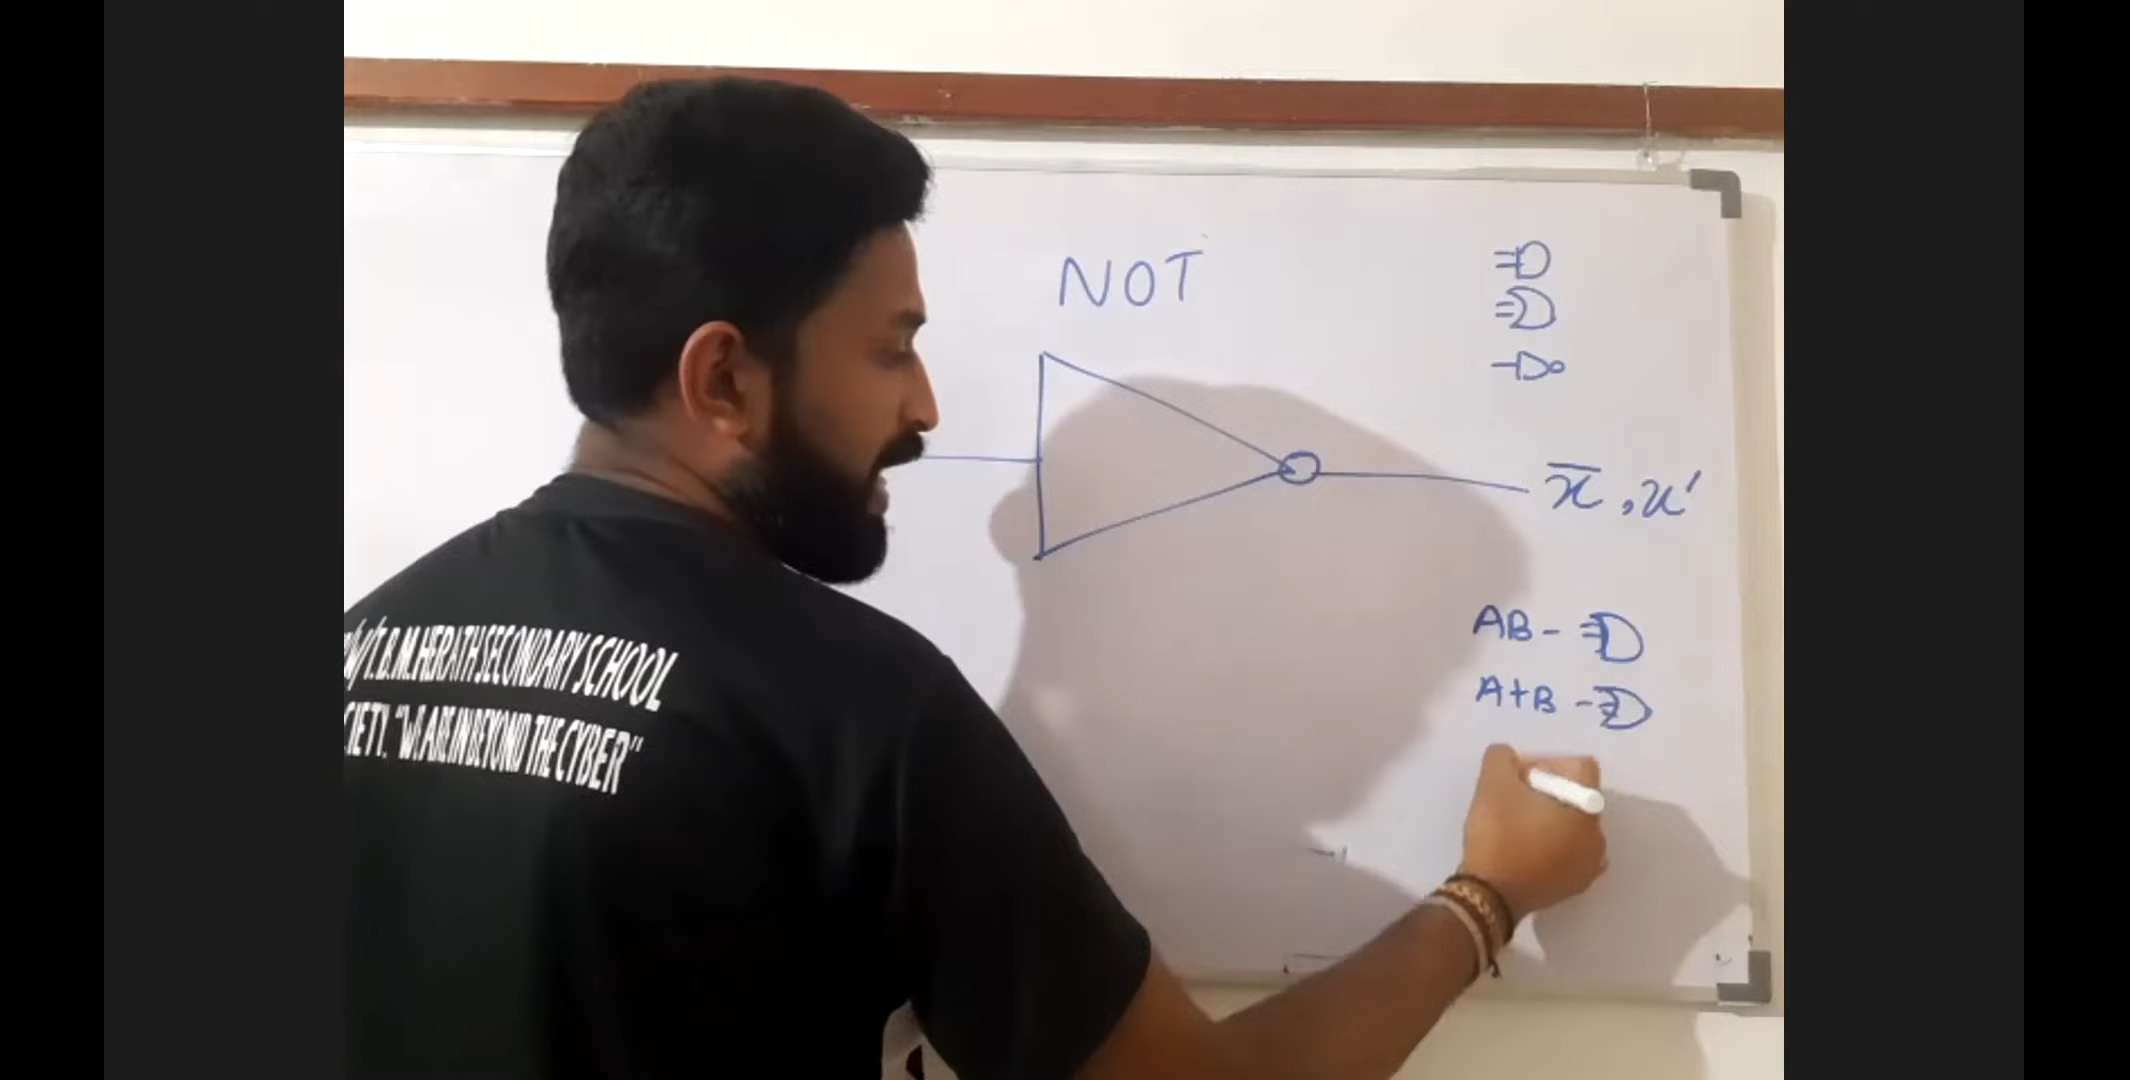 NOT
x̄, x'
AB -
A+B -
T.B.M.HERATH SECONDARY SCHOOL
"WE ARE IN BEYOND THE CYBER"